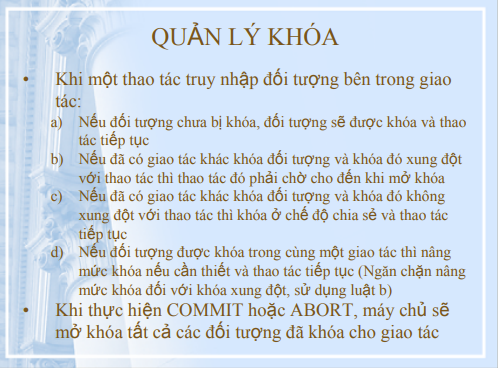 QUẢN LÝ KHÓA
• Khi một thao tác truy nhập đối tượng bên trong giao
tác:
a) Nếu đối tượng chưa bị khóa, đối tượng sẽ được khóa và thao
tác tiếp tục
b) Nếu đã có giao tác khác khóa đối tượng và khóa đó xung đột
với thao tác thì thao tác đó phải chờ cho đến khi mở khóa
c) Nếu đã có giao tác khác khóa đối tượng và khóa đó không
xung đột với thao tác thì khóa ở chế độ chia sẻ và thao tác
tiếp tục
d) Nếu đối tượng được khóa trong cùng một giao tác thì nâng
mức khóa nếu cần thiết và thao tác tiếp tục (Ngăn chặn nâng
mức khóa đối với khóa xung đột, sử dụng luật b)
• Khi thực hiện COMMIT hoặc ABORT, máy chủ sẽ
mở khóa tất cả các đối tượng đã khóa cho giao tác